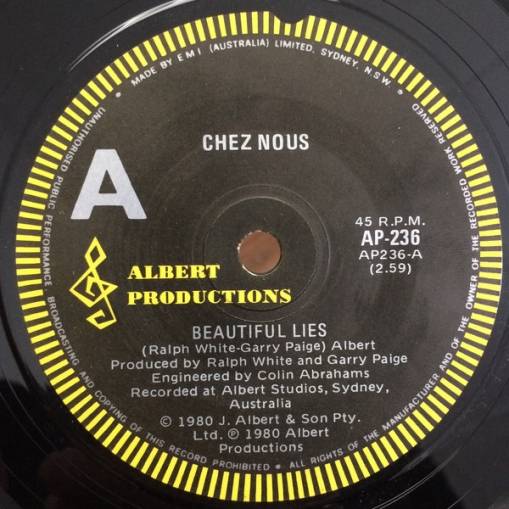 MADE BY EMI (AUSTRALIA) LIMITED, SYDNEY, N.S.W.
UNAUTHORISED PUBLIC PERFORMANCE BROADCASTING AND COPYING OF THIS RECORD PROHIBITED • ALL RIGHTS OF THE MANUFACTURER AND OF THE OWNER OF THE RECORDED WORK RESERVED
CHEZ NOUS
A
45 R.P.M.
AP-236
AP236-A
(2.59)
ALBERT
PRODUCTIONS
BEAUTIFUL LIES
(Ralph White-Garry Paige) Albert
Produced by Ralph White and Garry Paige
Engineered by Colin Abrahams
Recorded at Albert Studios, Sydney,
Australia
© 1980 J. Albert & Son Pty.
Ltd. ℗ 1980 Albert
Productions